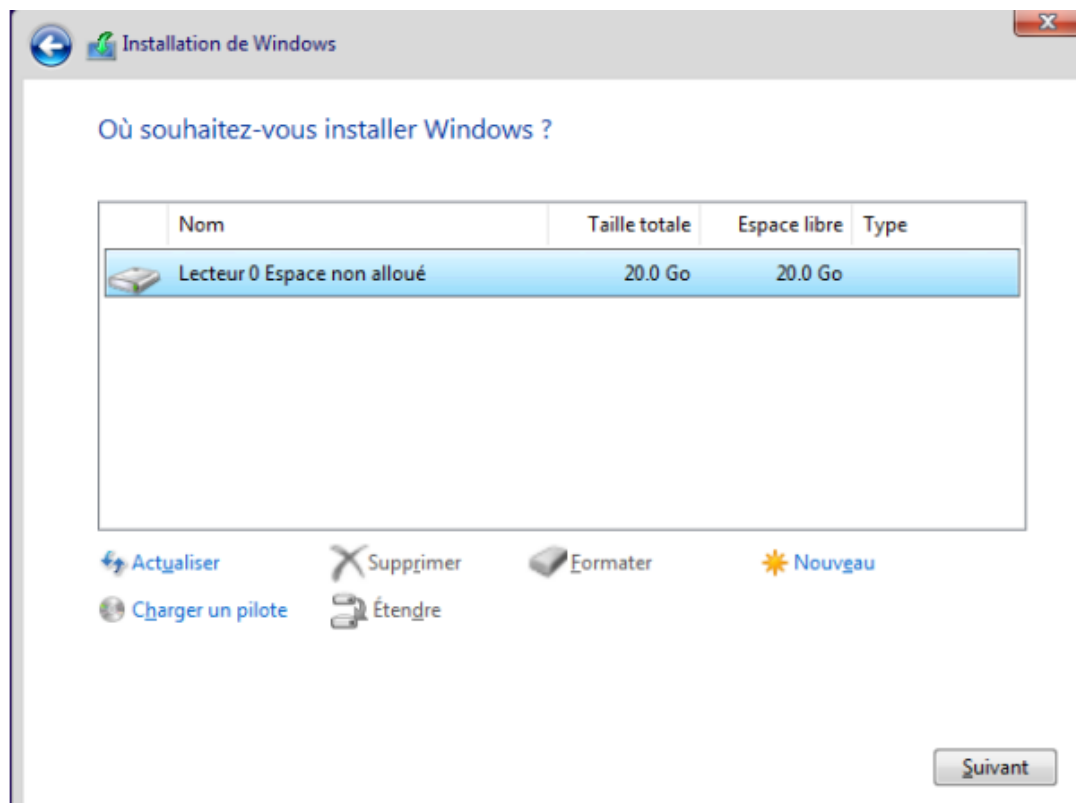 Installation de Windows
Où souhaitez-vous installer Windows ?
Nom Taille totale Espace libre Type
Lecteur 0 Espace non alloué 20.0 Go 20.0 Go
Actualiser Supprimer Formater Nouveau
Charger un pilote Étendre
Suivant